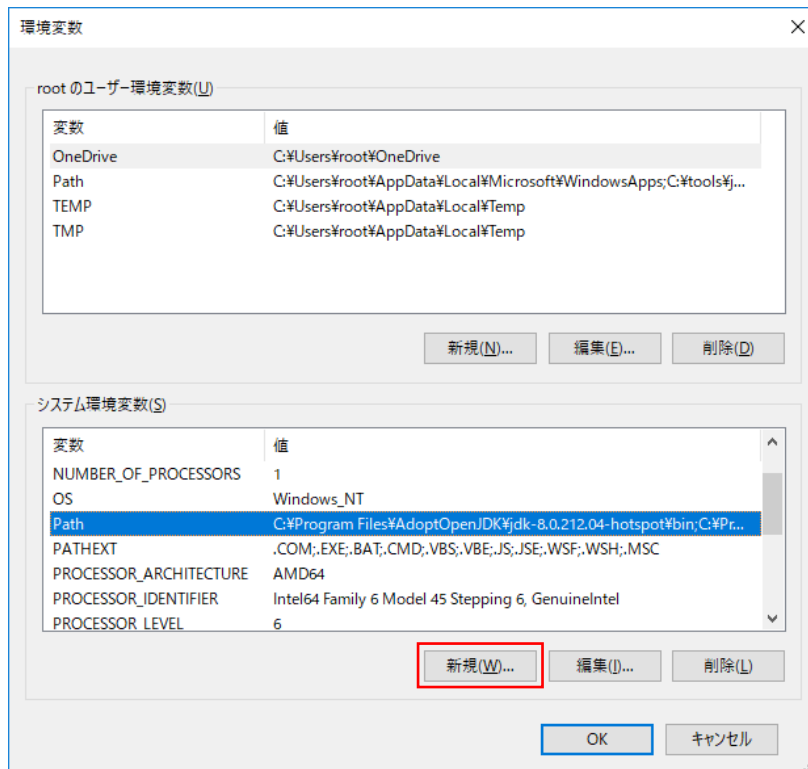 環境変数
root のユーザー環境変数(U)
変数 値
OneDrive C:¥Users¥root¥OneDrive
Path C:¥Users¥root¥AppData¥Local¥Microsoft¥WindowsApps;C:¥tools¥j...
TEMP C:¥Users¥root¥AppData¥Local¥Temp
TMP C:¥Users¥root¥AppData¥Local¥Temp
新規(N)... 編集(E)... 削除(D)
システム環境変数(S)
変数 値
NUMBER_OF_PROCESSORS 1
OS Windows_NT
Path C:¥Program Files¥AdoptOpenJDK¥jdk-8.0.212.04-hotspot¥bin;C:¥Pr...
PATHEXT .COM;.EXE;.BAT;.CMD;.VBS;.VBE;.JS;.JSE;.WSF;.WSH;.MSC
PROCESSOR_ARCHITECTURE AMD64
PROCESSOR_IDENTIFIER Intel64 Family 6 Model 45 Stepping 6, GenuineIntel
PROCESSOR_LEVEL 6
新規(W)... 編集(I)... 削除(L)
OK キャンセル